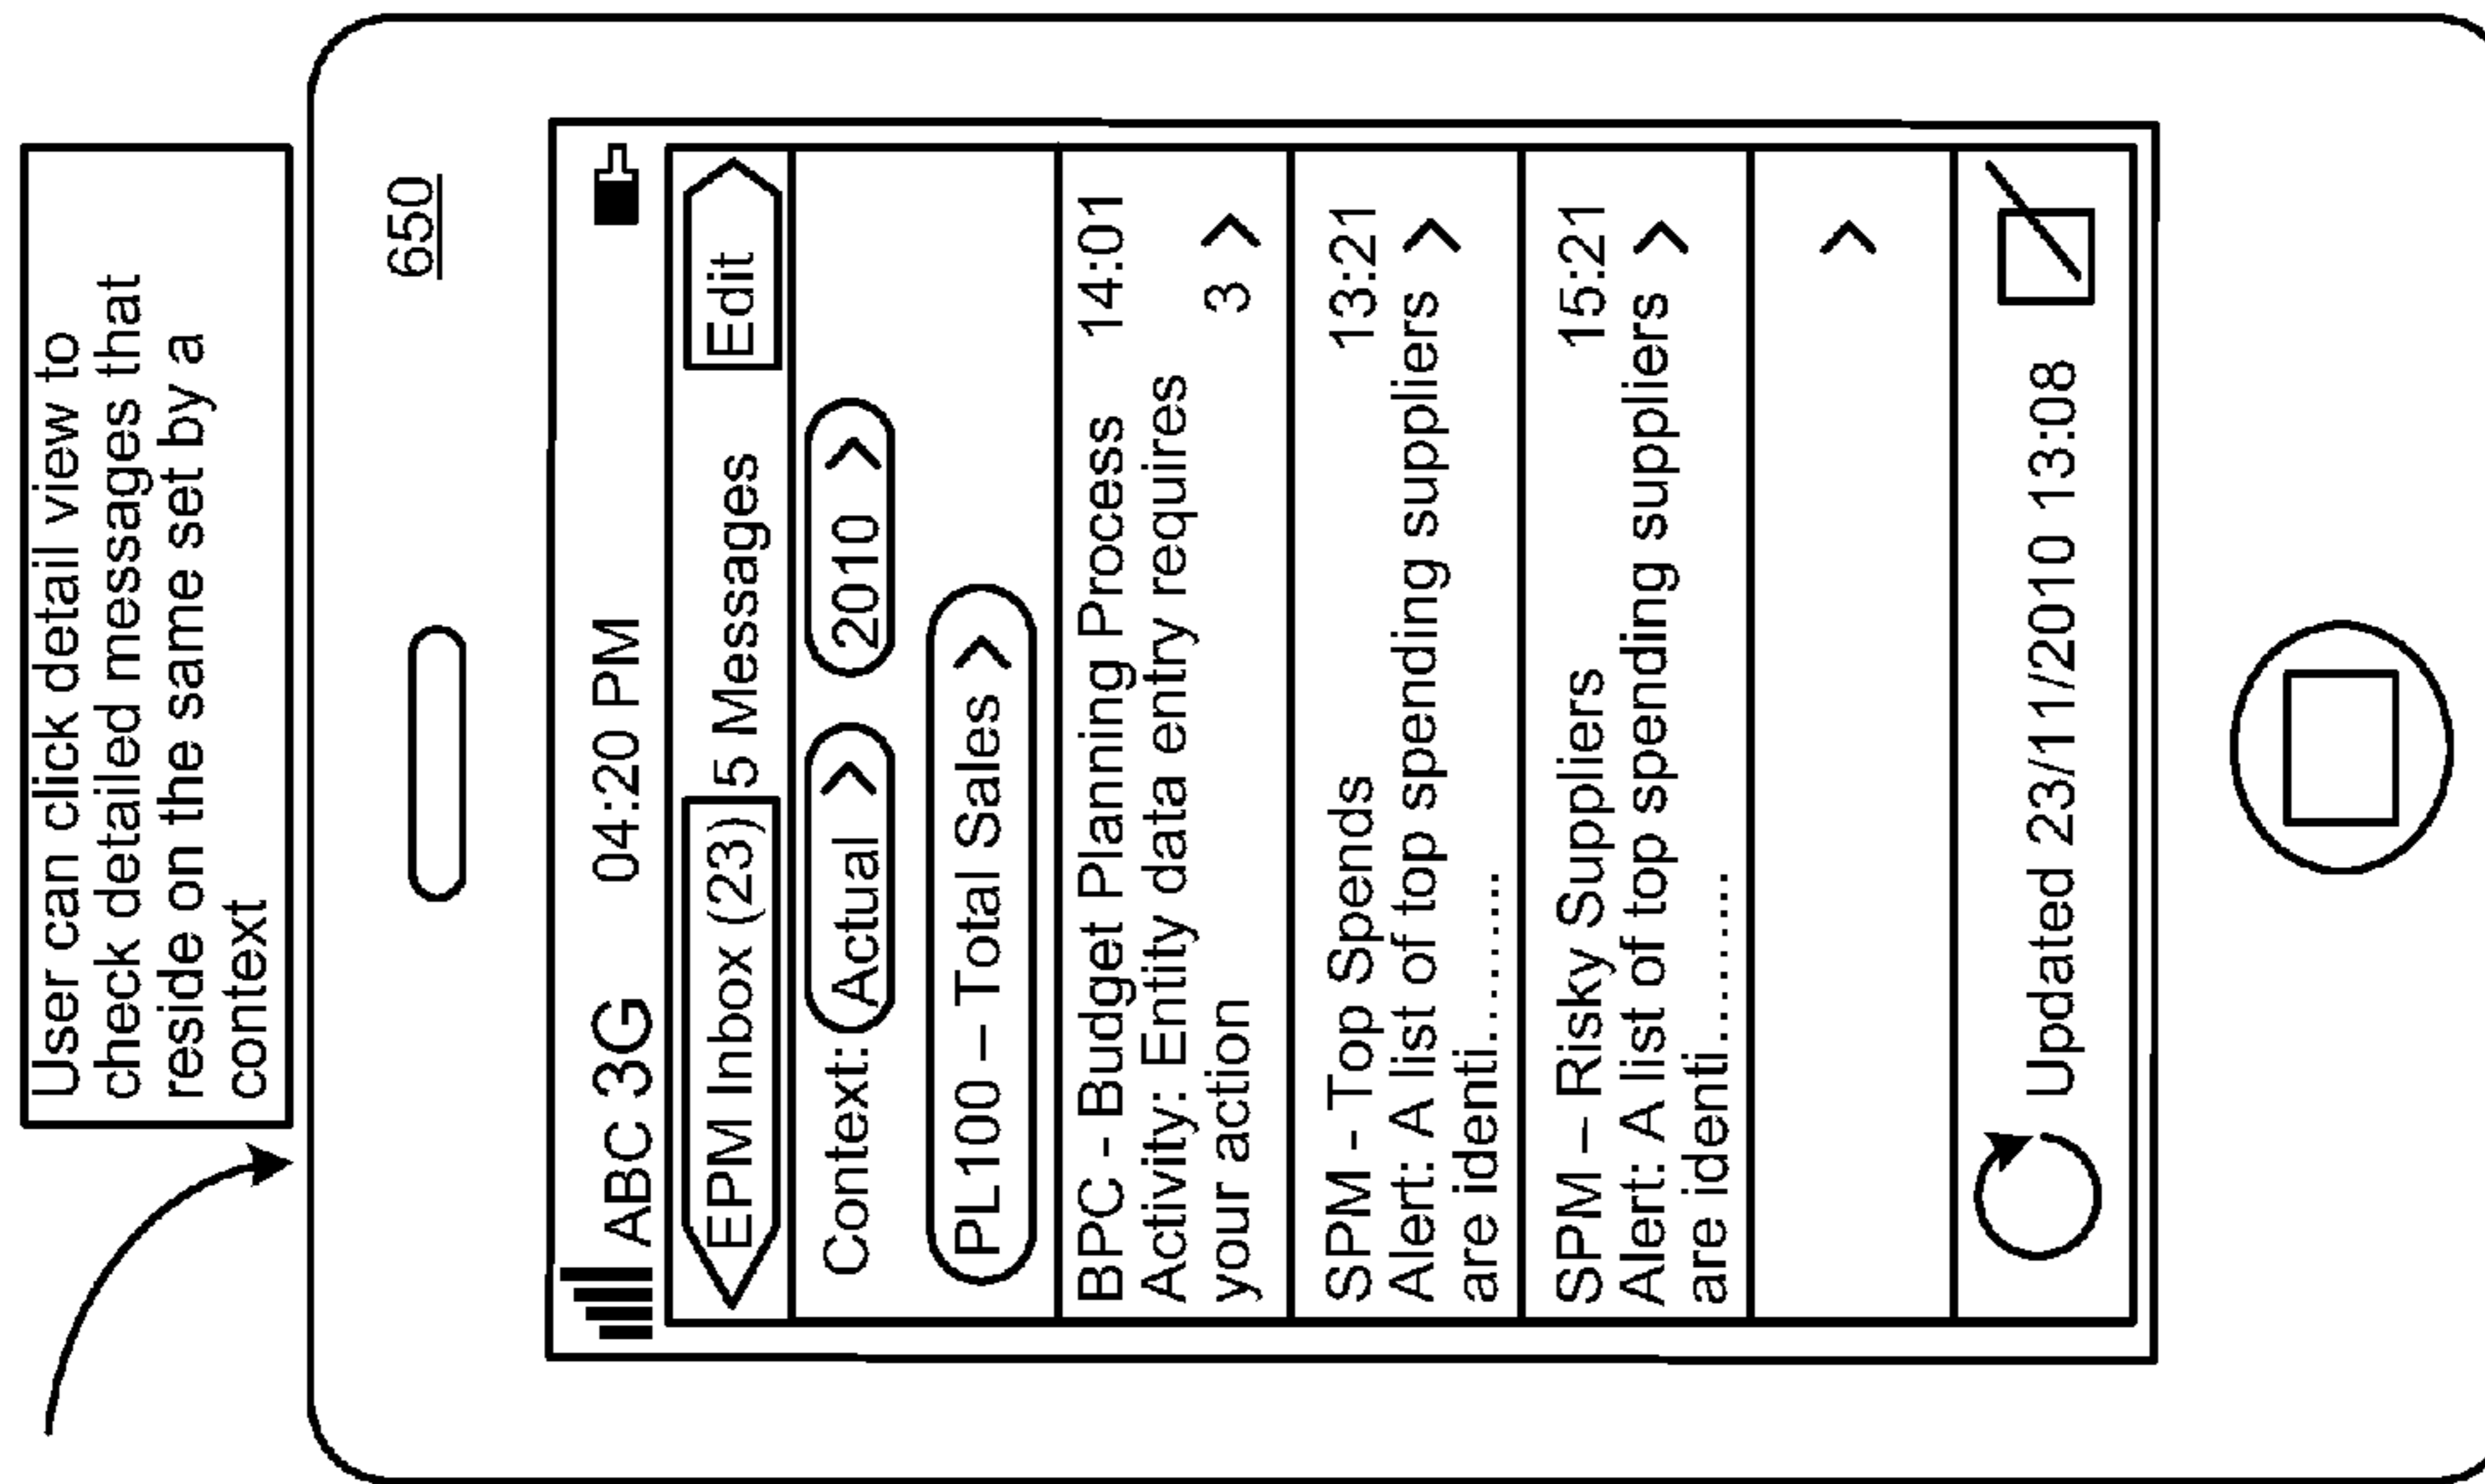 User can click detail view to
check detailed messages that
reside on the same set by a
context
650
ABC 3G 04:20 PM
EPM Inbox (23) 5 Messages Edit
Context: Actual > 2010 >
PL100 – Total Sales >
BPC - Budget Planning Process 14:01
Activity: Entity data entry requires
your action 3 >
SPM - Top Spends 13:21
Alert: A list of top spending suppliers >
are identi.........
SPM – Risky Suppliers 15:21
Alert: A list of top spending suppliers >
are identi.........
>
Updated 23/11/2010 13:08